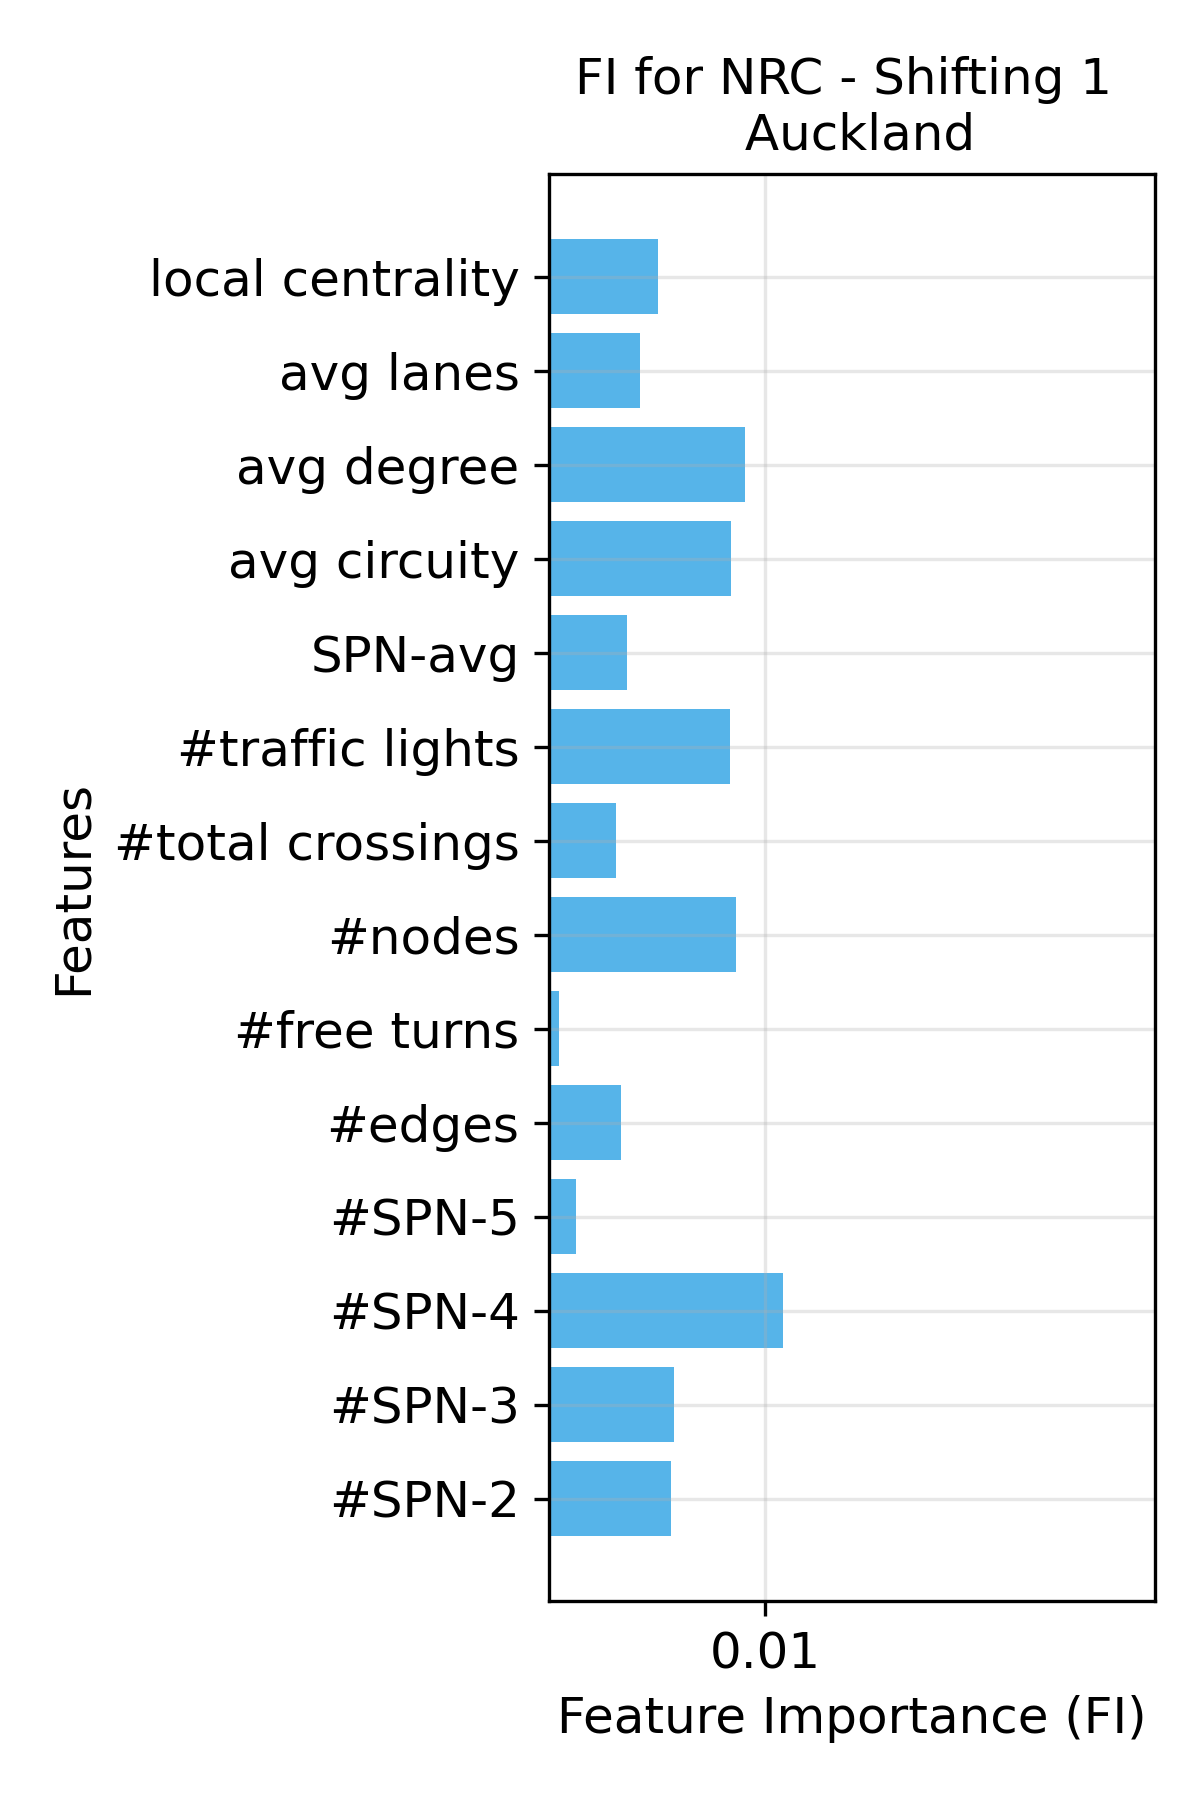 FI for NRC - Shifting 1
Auckland
local centrality
avg lanes
avg degree
avg circuity
SPN-avg
#traffic lights
#total crossings
#nodes
#free turns
#edges
#SPN-5
#SPN-4
#SPN-3
#SPN-2
Features
0.01
Feature Importance (FI)